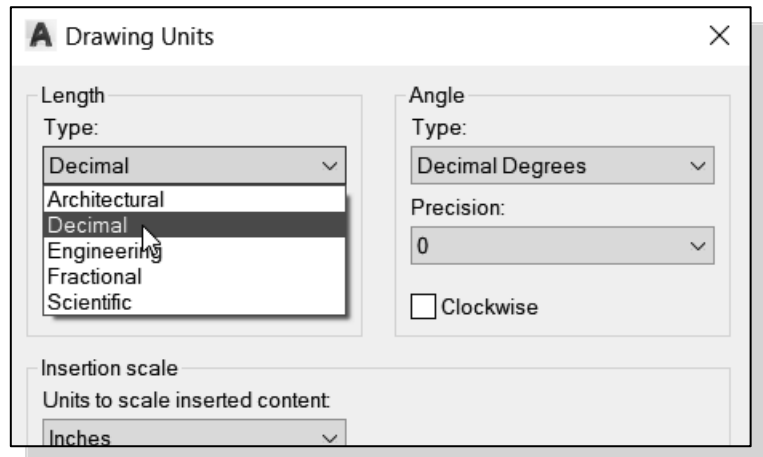 Drawing Units
Length
Type:
Decimal
Architectural
Decimal
Engineering
Fractional
Scientific
Angle
Type:
Decimal Degrees
Precision:
0
Clockwise
Insertion scale
Units to scale inserted content:
Inches